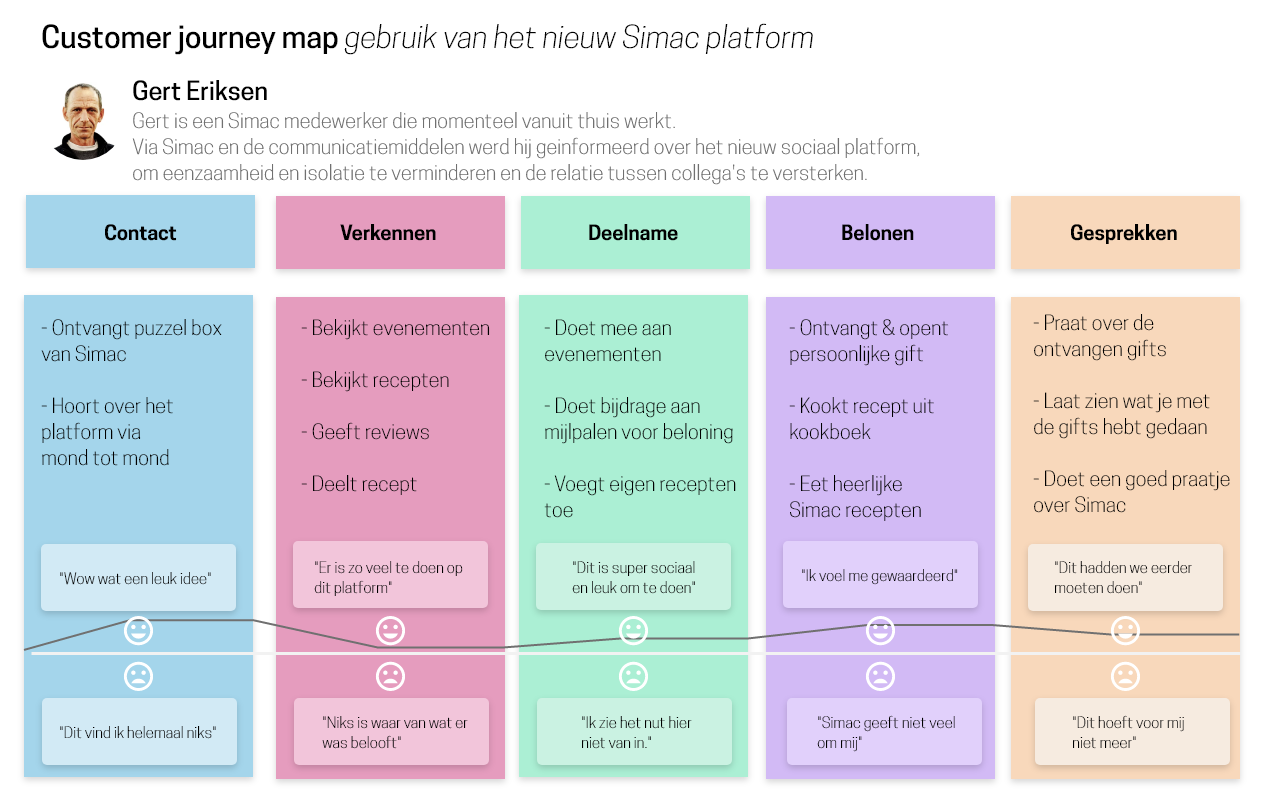 Customer journey map gebruik van het nieuw Simac platform
Gert Eriksen
Gert is een Simac medewerker die momenteel vanuit thuis werkt.
Via Simac en de communicatiemiddelen werd hij geinformeerd over het nieuw sociaal platform,
om eenzaamheid en isolatie te verminderen en de relatie tussen collega's te versterken.
Contact
Verkennen
Deelname
Belonen
Gesprekken
- Ontvangt puzzel box
van Simac
- Hoort over het
platform via
mond tot mond
- Bekijkt evenementen
- Bekijkt recepten
- Geeft reviews
- Deelt recept
- Doet mee aan
evenementen
- Doet bijdrage aan
mijlpalen voor beloning
- Voegt eigen recepten
toe
- Ontvangt & opent
persoonlijke gift
- Kookt recept uit
kookboek
- Eet heerlijke
Simac recepten
- Praat over de
ontvangen gifts
- Laat zien wat je met
de gifts hebt gedaan
- Doet een goed praatje
over Simac
"Wow wat een leuk idee"
"Er is zo veel te doen op
dit platform"
"Dit is super sociaal
en leuk om te doen"
"Ik voel me gewaardeerd"
"Dit hadden we eerder
moeten doen"
"Dit vind ik helemaal niks"
"Niks is waar van wat er
was belooft"
"Ik zie het nut hier
niet van in."
"Simac geeft niet veel
om mij"
"Dit hoeft voor mij
niet meer"